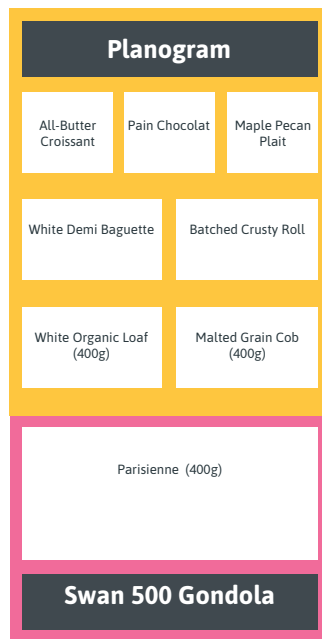 Planogram
All-Butter
Croissant
Pain Chocolat
Maple Pecan
Plait
White Demi Baguette
Batched Crusty Roll
White Organic Loaf
(400g)
Malted Grain Cob
(400g)
Parisienne (400g)
Swan 500 Gondola